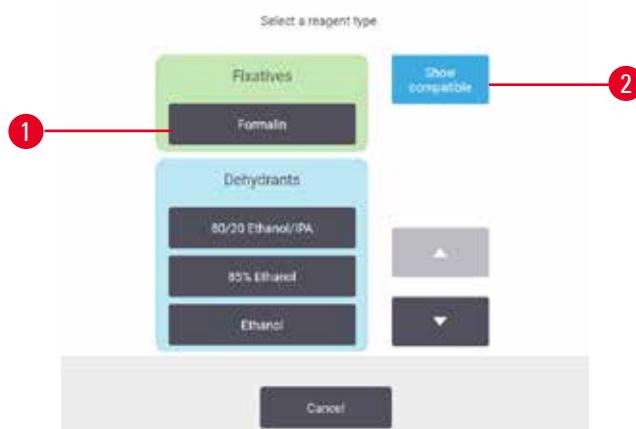 Select a reagent type
Fixatives
Show
compatible
2
1
Formalin
Dehydrants
80/20 Ethanol/IPA
85% Ethanol
Ethanol
Cancel